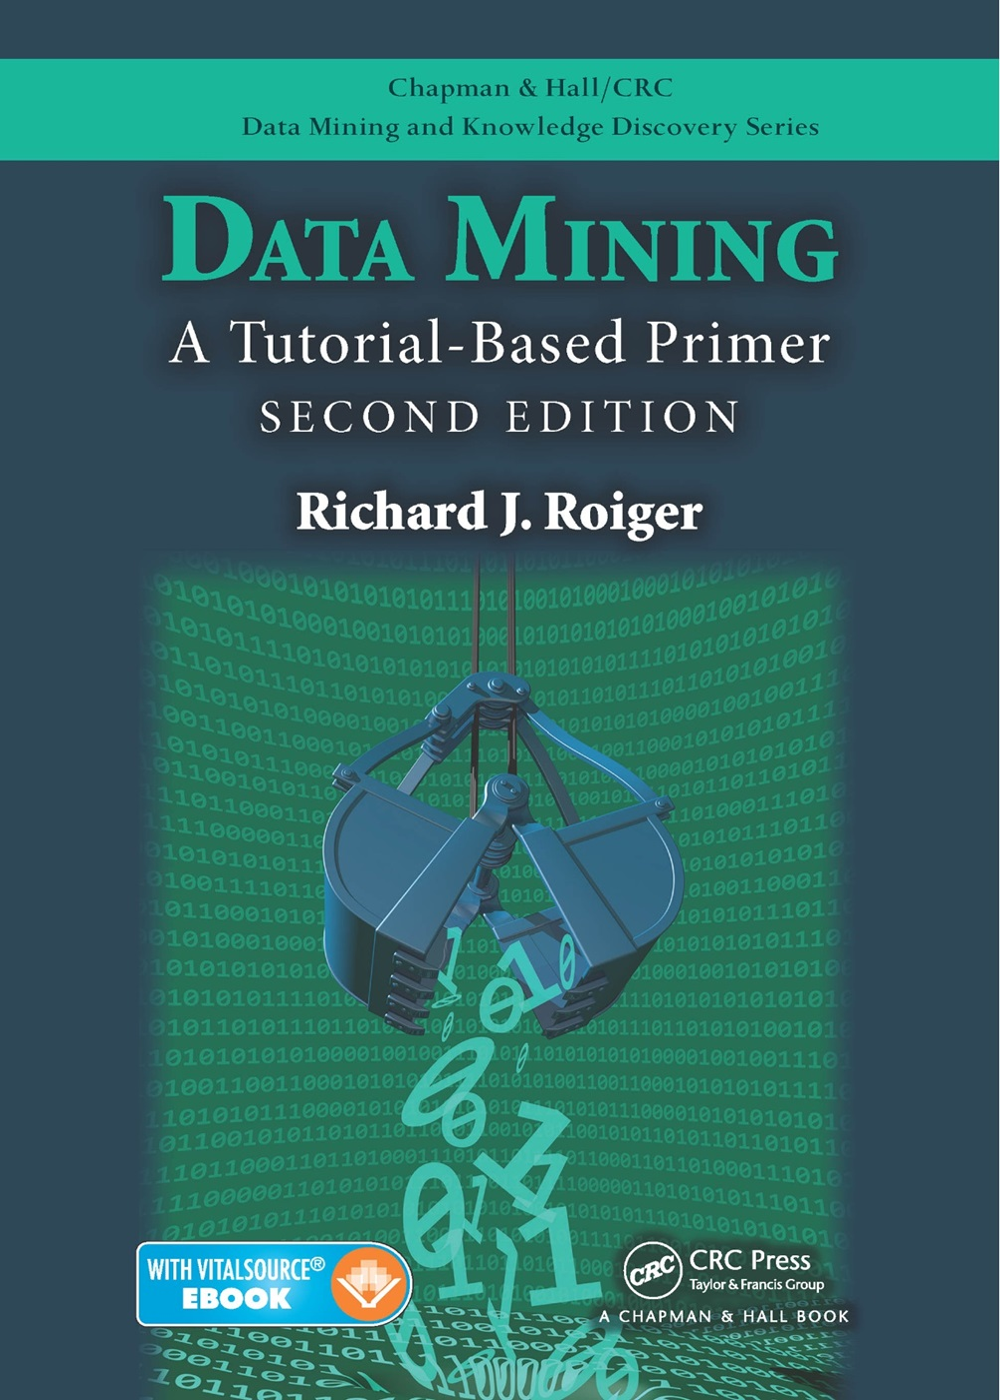 Chapman & Hall/CRC
Data Mining and Knowledge Discovery Series
DATA MINING
A Tutorial-Based Primer
SECOND EDITION
Richard J. Roiger
WITH VITALSOURCE®
EBOOK
CRC
CRC Press
Taylor & Francis Group
A CHAPMAN & HALL BOOK